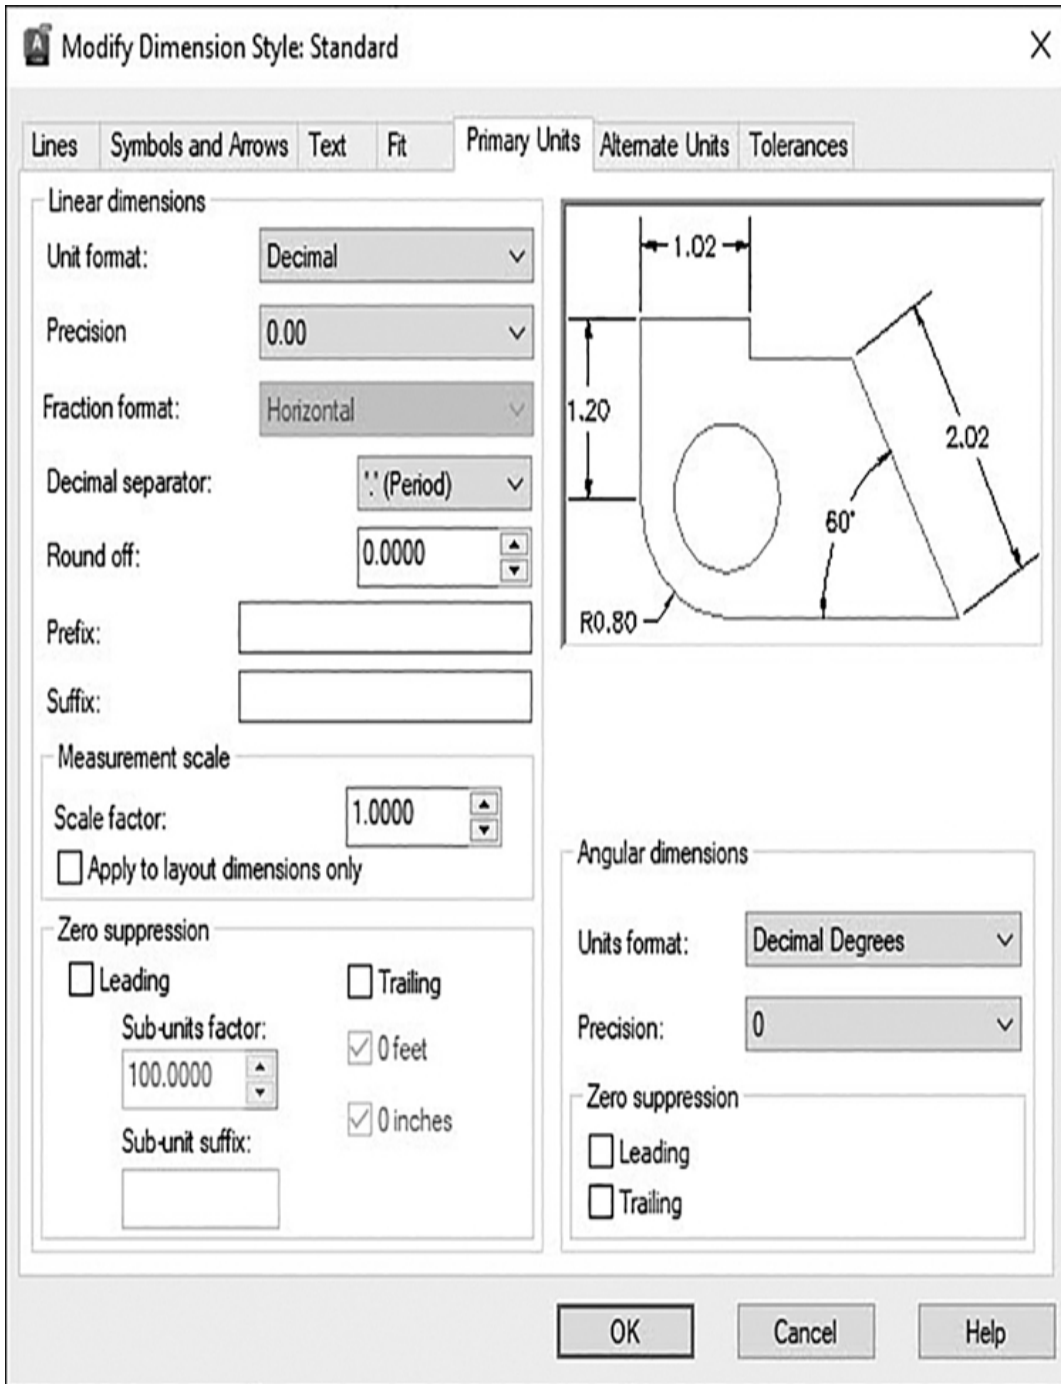 Modify Dimension Style: Standard
X
Lines Symbols and Arrows Text Fit Primary Units Alternate Units Tolerances
Linear dimensions
Unit format: Decimal
Precision 0.00
Fraction format: Horizontal
Decimal separator: '.' (Period)
Round off: 0.0000
Prefix:
Suffix:
Measurement scale
Scale factor: 1.0000
Apply to layout dimensions only
Zero suppression
Leading Trailing
Sub-units factor: 0 feet
100.0000
0 inches
Sub-unit suffix:
1.02
1.20
2.02
60°
R0.80
Angular dimensions
Units format: Decimal Degrees
Precision: 0
Zero suppression
Leading
Trailing
OK Cancel Help